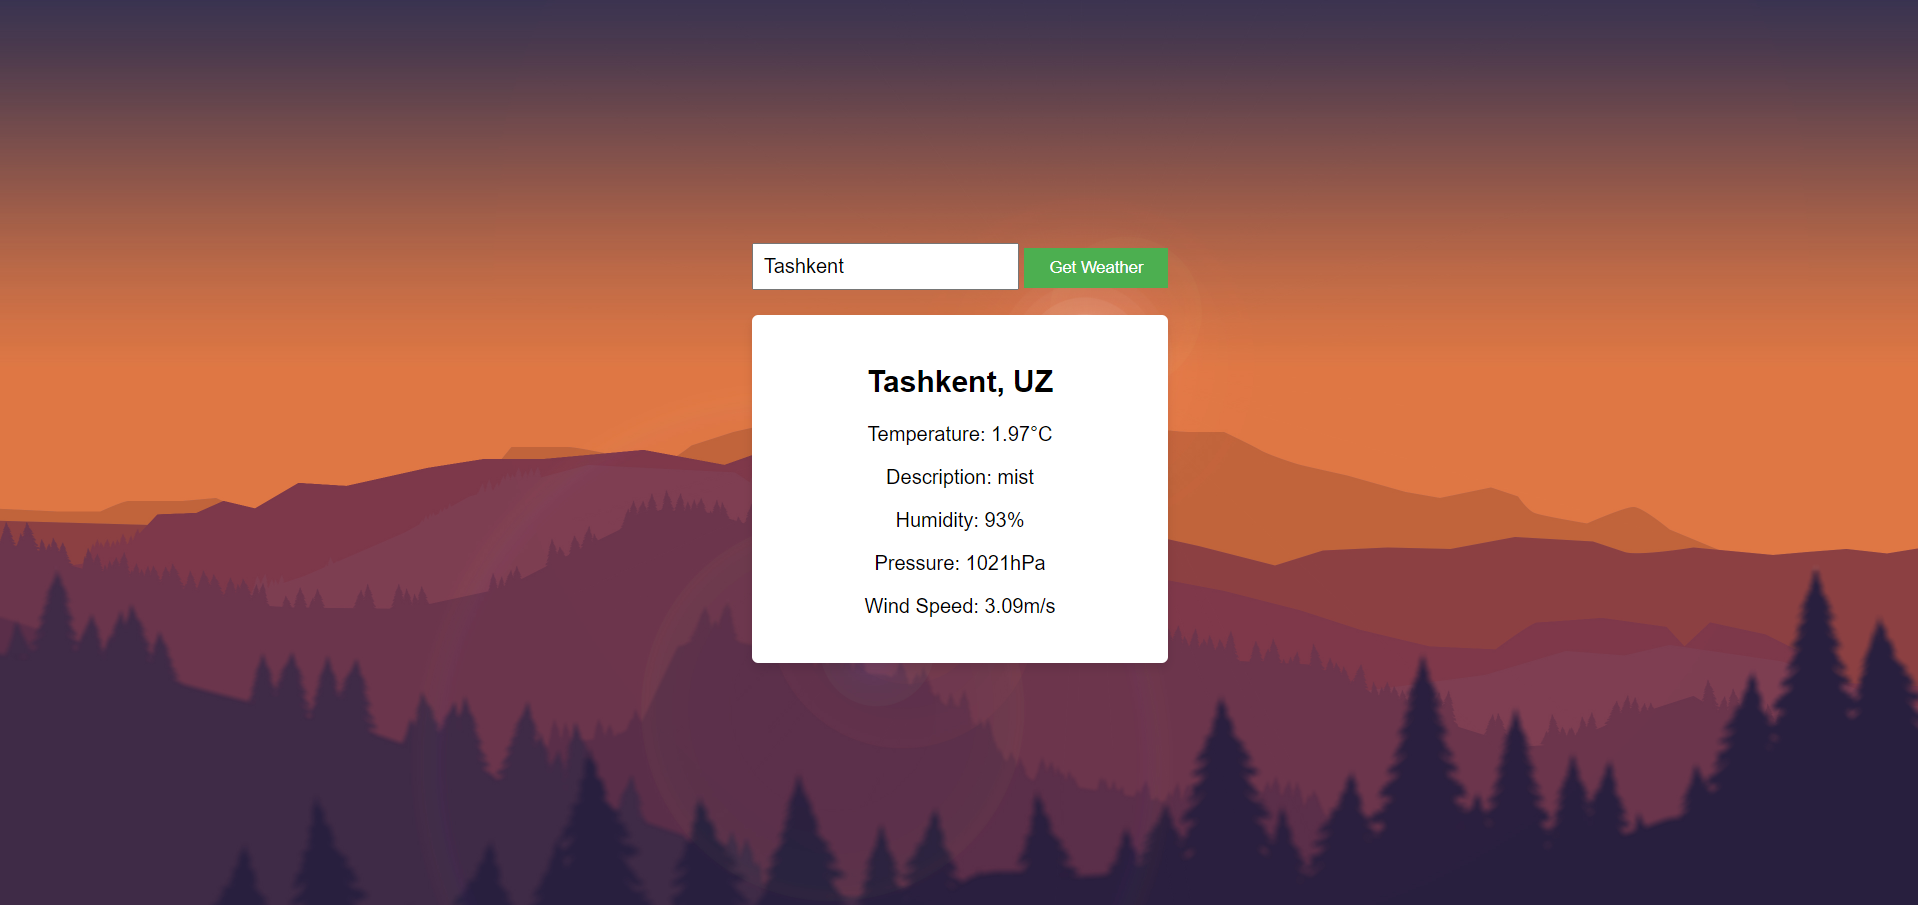 Tashkent
Get Weather
Tashkent, UZ
Temperature: 1.97°C
Description: mist
Humidity: 93%
Pressure: 1021hPa
Wind Speed: 3.09m/s